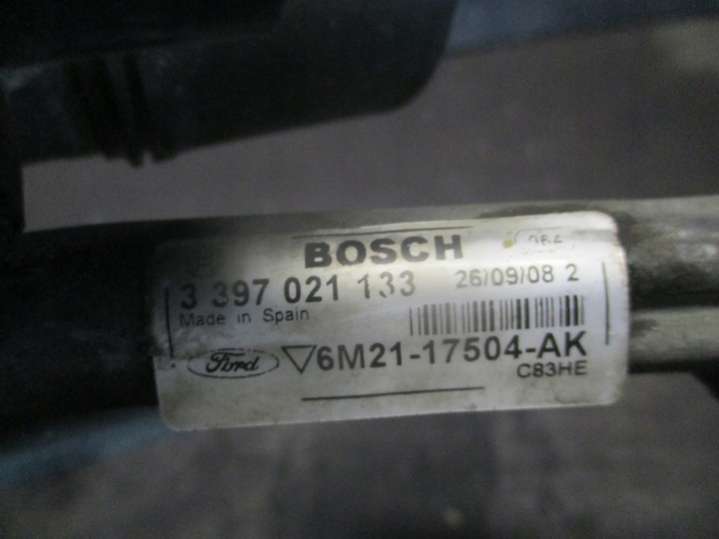 BOSCH
3 397 021 133 26/09/08 2
Made in Spain
Ford 6M21-17504-AK
C83HE